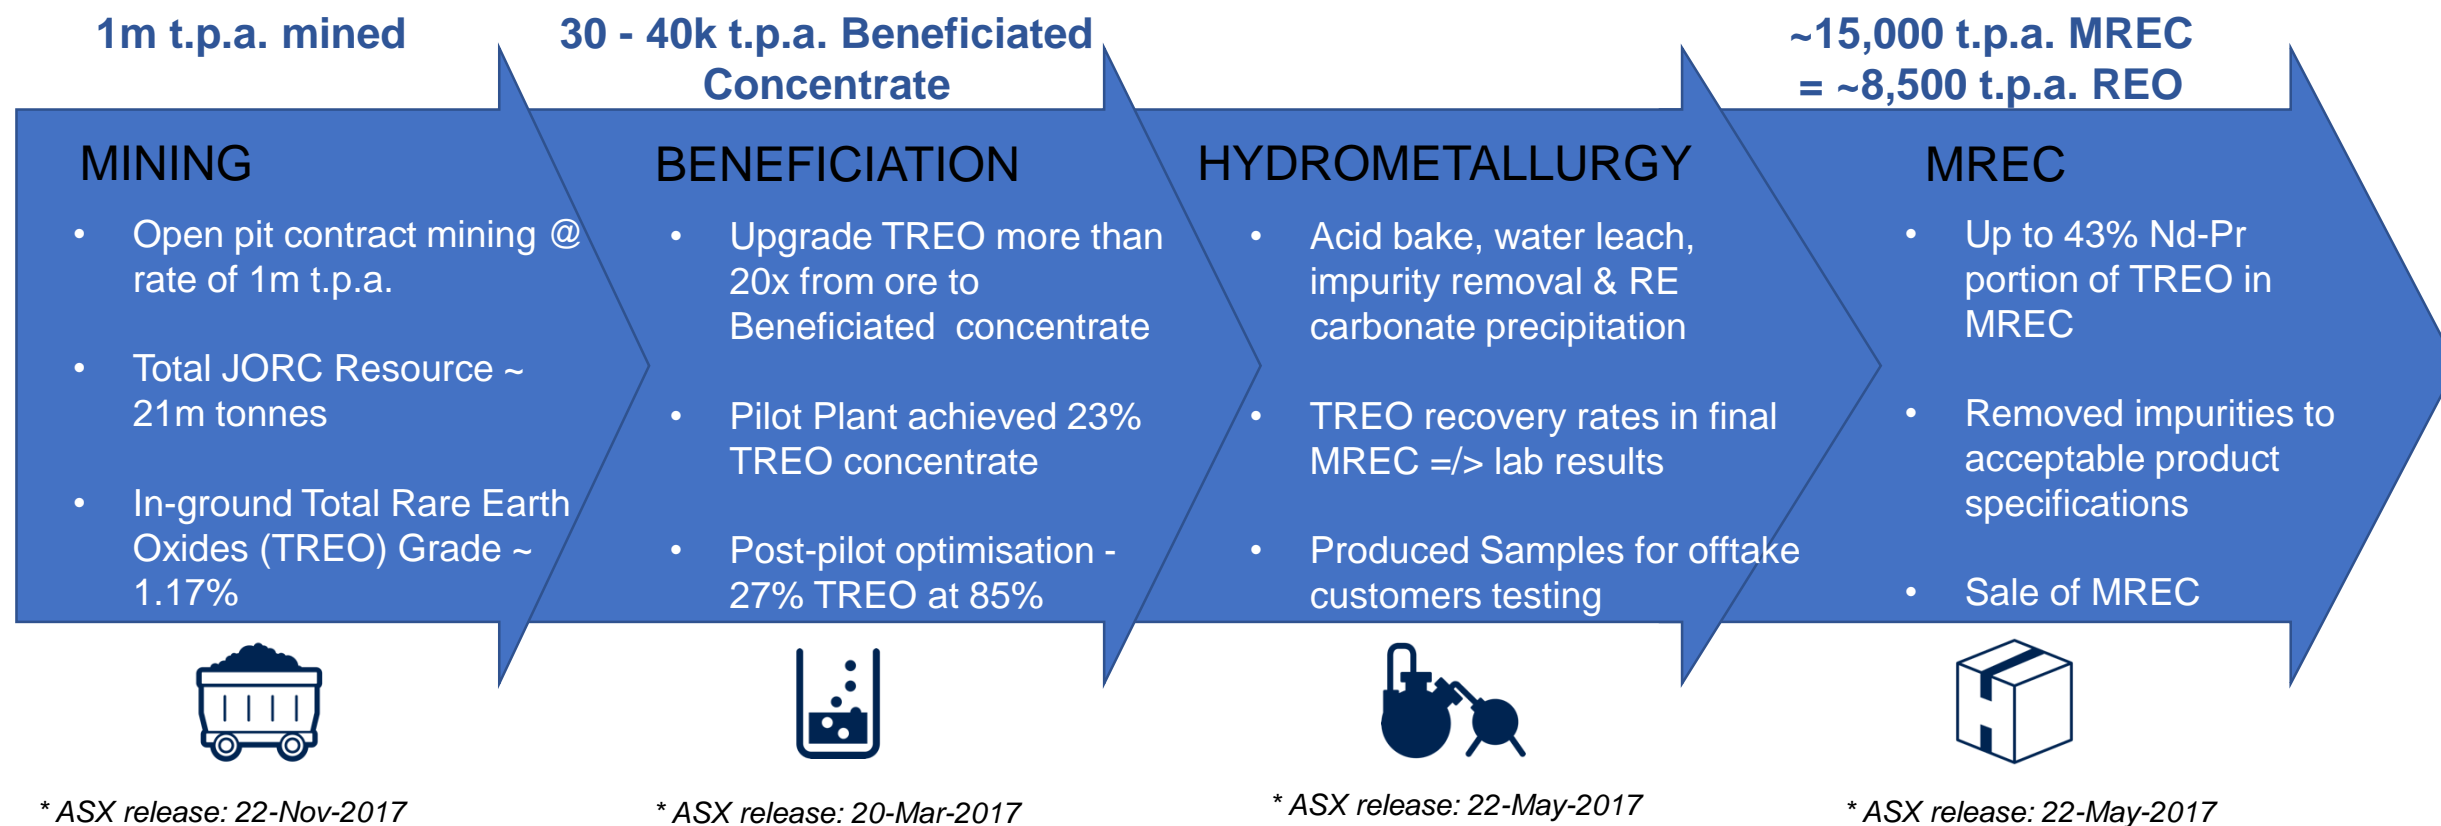 1m t.p.a. mined
30 - 40k t.p.a. Beneficiated
Concentrate
~15,000 t.p.a. MREC
= ~8,500 t.p.a. REO
MINING
• Open pit contract mining @
rate of 1m t.p.a.
• Total JORC Resource ~
21m tonnes
• In-ground Total Rare Earth
Oxides (TREO) Grade ~
1.17%
* ASX release: 22-Nov-2017
BENEFICIATION
• Upgrade TREO more than
20x from ore to
Beneficiated concentrate
• Pilot Plant achieved 23%
TREO concentrate
• Post-pilot optimisation -
27% TREO at 85%
* ASX release: 20-Mar-2017
HYDROMETALLURGY
• Acid bake, water leach,
impurity removal & RE
carbonate precipitation
• TREO recovery rates in final
MREC =/> lab results
• Produced Samples for offtake
customers testing
* ASX release: 22-May-2017
MREC
• Up to 43% Nd-Pr
portion of TREO in
MREC
• Removed impurities to
acceptable product
specifications
• Sale of MREC
* ASX release: 22-May-2017